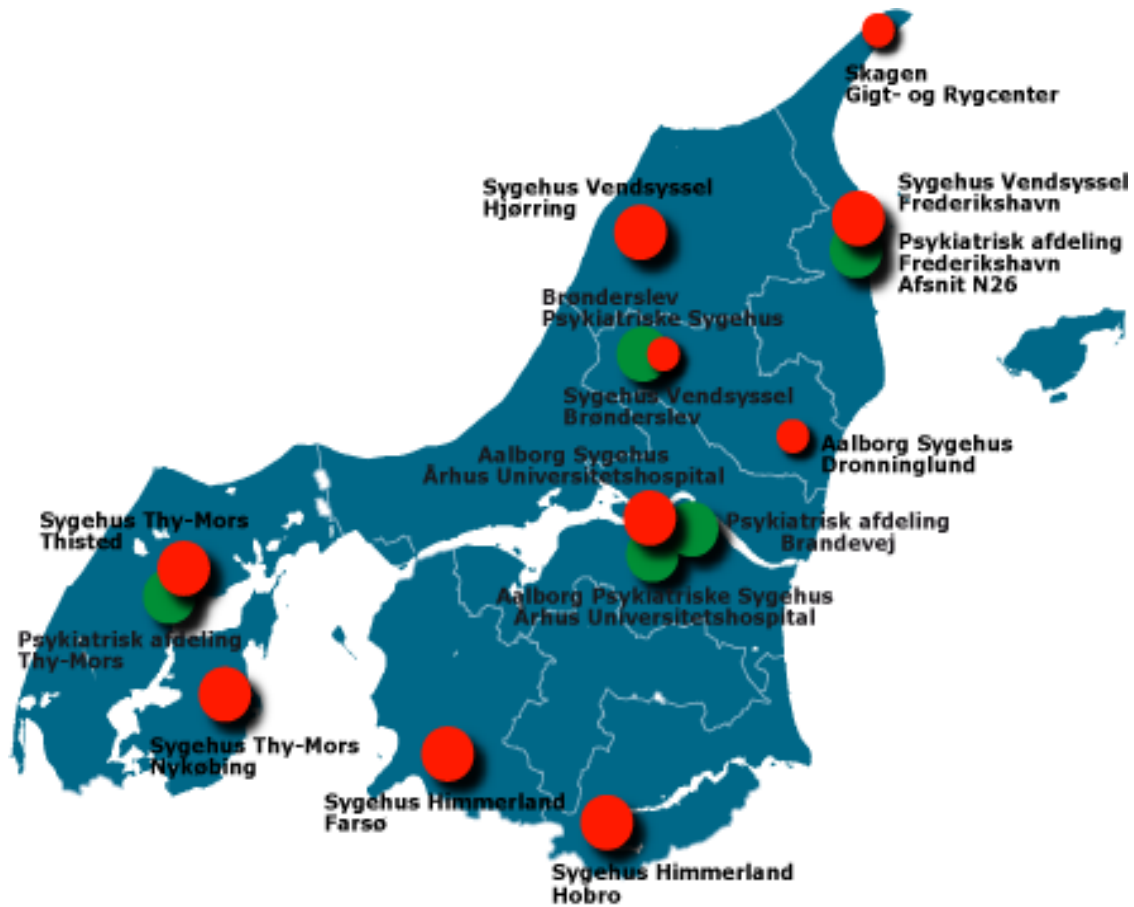 Skagen
Gigt- og Rygcenter
Sygehus Vendsyssel
Hjørring
Sygehus Vendsyssel
Frederikshavn
Psykiatrisk afdeling
Frederikshavn
Afsnit N26
Brønderslev
Psykiatriske Sygehus
Sygehus Vendsyssel
Brønderslev
Aalborg Sygehus
Dronninglund
Aalborg Sygehus
Århus Universitetshospital
Sygehus Thy-Mors
Thisted
Psykiatrisk afdeling
Brandevej
Aalborg Psykiatriske Sygehus
Århus Universitetshospital
Psykiatrisk afdeling
Thy-Mors
Sygehus Thy-Mors
Nykøbing
Sygehus Himmerland
Farsø
Sygehus Himmerland
Hobro